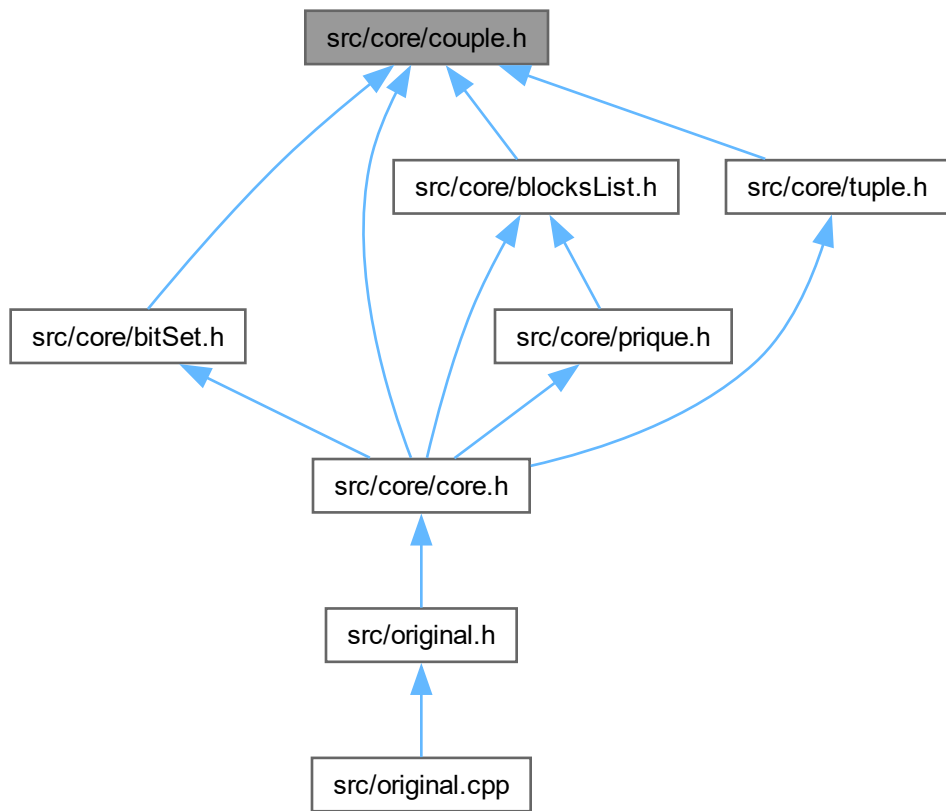 src/core/couple.h
src/core/blocksList.h
src/core/tuple.h
src/core/bitSet.h
src/core/prique.h
src/core/core.h
src/original.h
src/original.cpp